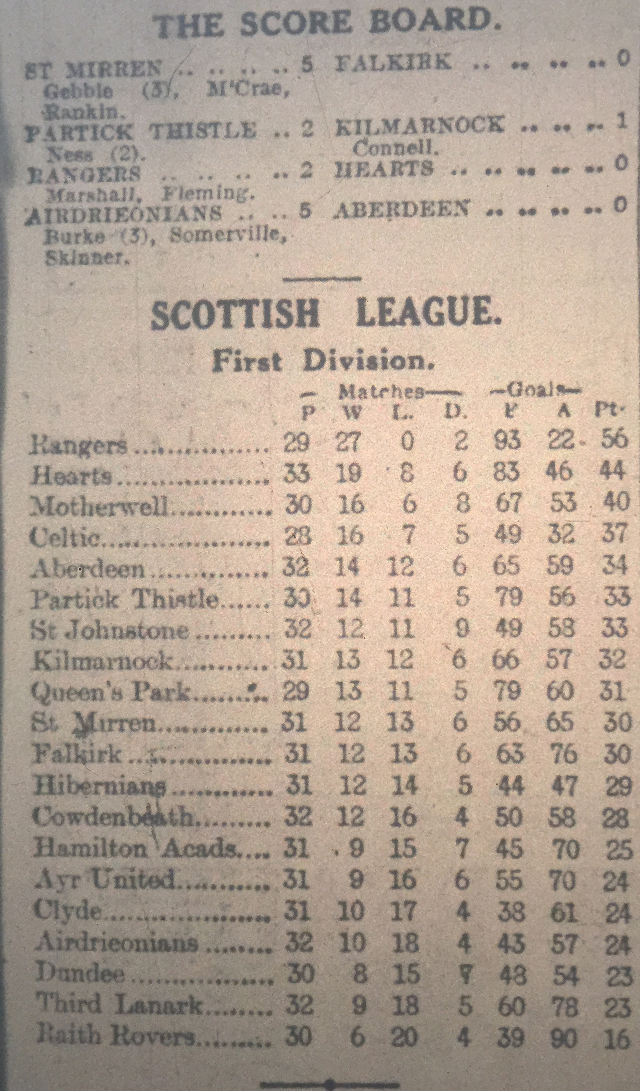 THE SCORE BOARD.
ST MIRREN .. .. .. .. 5 FALKIRK .. .. .. .. 0
Gebbie (3), M'Crae,
Rankin.
PARTICK THISTLE .. 2 KILMARNOCK .. .. .. 1
Ness (2). Connell.
RANGERS .. .. .. .. 2 HEARTS .. .. .. .. 0
Marshall, Fleming.
AIRDRIEONIANS .. .. 5 ABERDEEN .. .. .. .. 0
Burke (3), Somerville,
Skinner.
SCOTTISH LEAGUE.
First Division.
— Matches— —Goals—
P W L. D. F A Pt.
Rangers.............. 29 27 0 2 93 22 56
Hearts................ 33 19 8 6 83 46 44
Motherwell........... 30 16 6 8 67 53 40
Celtic................... 28 16 7 5 49 32 37
Aberdeen............. 32 14 12 6 65 59 34
Partick Thistle...... 30 14 11 5 79 56 33
St Johnstone ......... 32 12 11 9 49 58 33
Kilmarnock........... 31 13 12 6 66 57 32
Queen's Park......... 29 13 11 5 79 60 31
St Mirren............. 31 12 13 6 56 65 30
Falkirk ............... 31 12 13 6 63 76 30
Hibernians........... 31 12 14 5 44 47 29
Cowdenbeath......... 32 12 16 4 50 58 28
Hamilton Acads.... 31 9 15 7 45 70 25
Ayr United........... 31 9 16 6 55 70 24
Clyde................... 31 10 17 4 38 61 24
Airdrieonians ........ 32 10 18 4 43 57 24
Dundee................ 30 8 15 7 43 54 23
Third Lanark........ 32 9 18 5 60 78 23
Raith Rovers......... 30 6 20 4 39 90 16